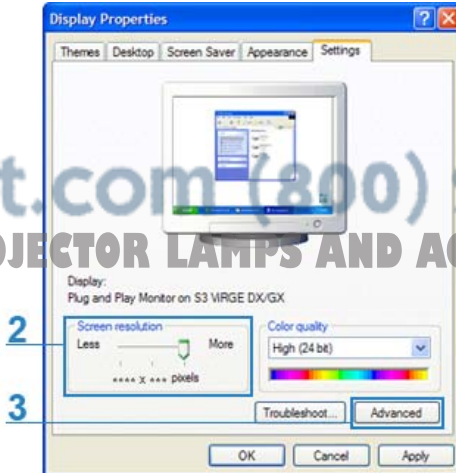 Display Properties
Themes Desktop Screen Saver Appearance Settings
t.com (800)
OJECTOR LAMPS AND AC
Display:
Plug and Play Monitor on S3 VIRGE DX/GX
2
Screen resolution
Less More
**** X *** pixels
Color quality
High (24 bit)
3
Troubleshoot... Advanced
OK Cancel Apply